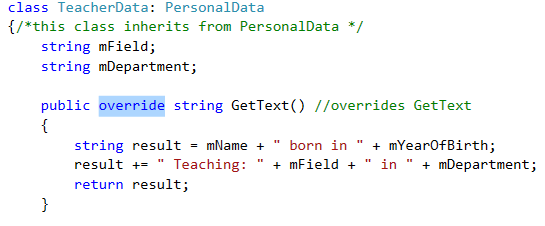 class TeacherData: PersonalData
{/*this class inherits from PersonalData */
string mField;
string mDepartment;
public override string GetText() //overrides GetText
{
string result = mName + " born in " + mYearOfBirth;
result += " Teaching: " + mField + " in " + mDepartment;
return result;
}